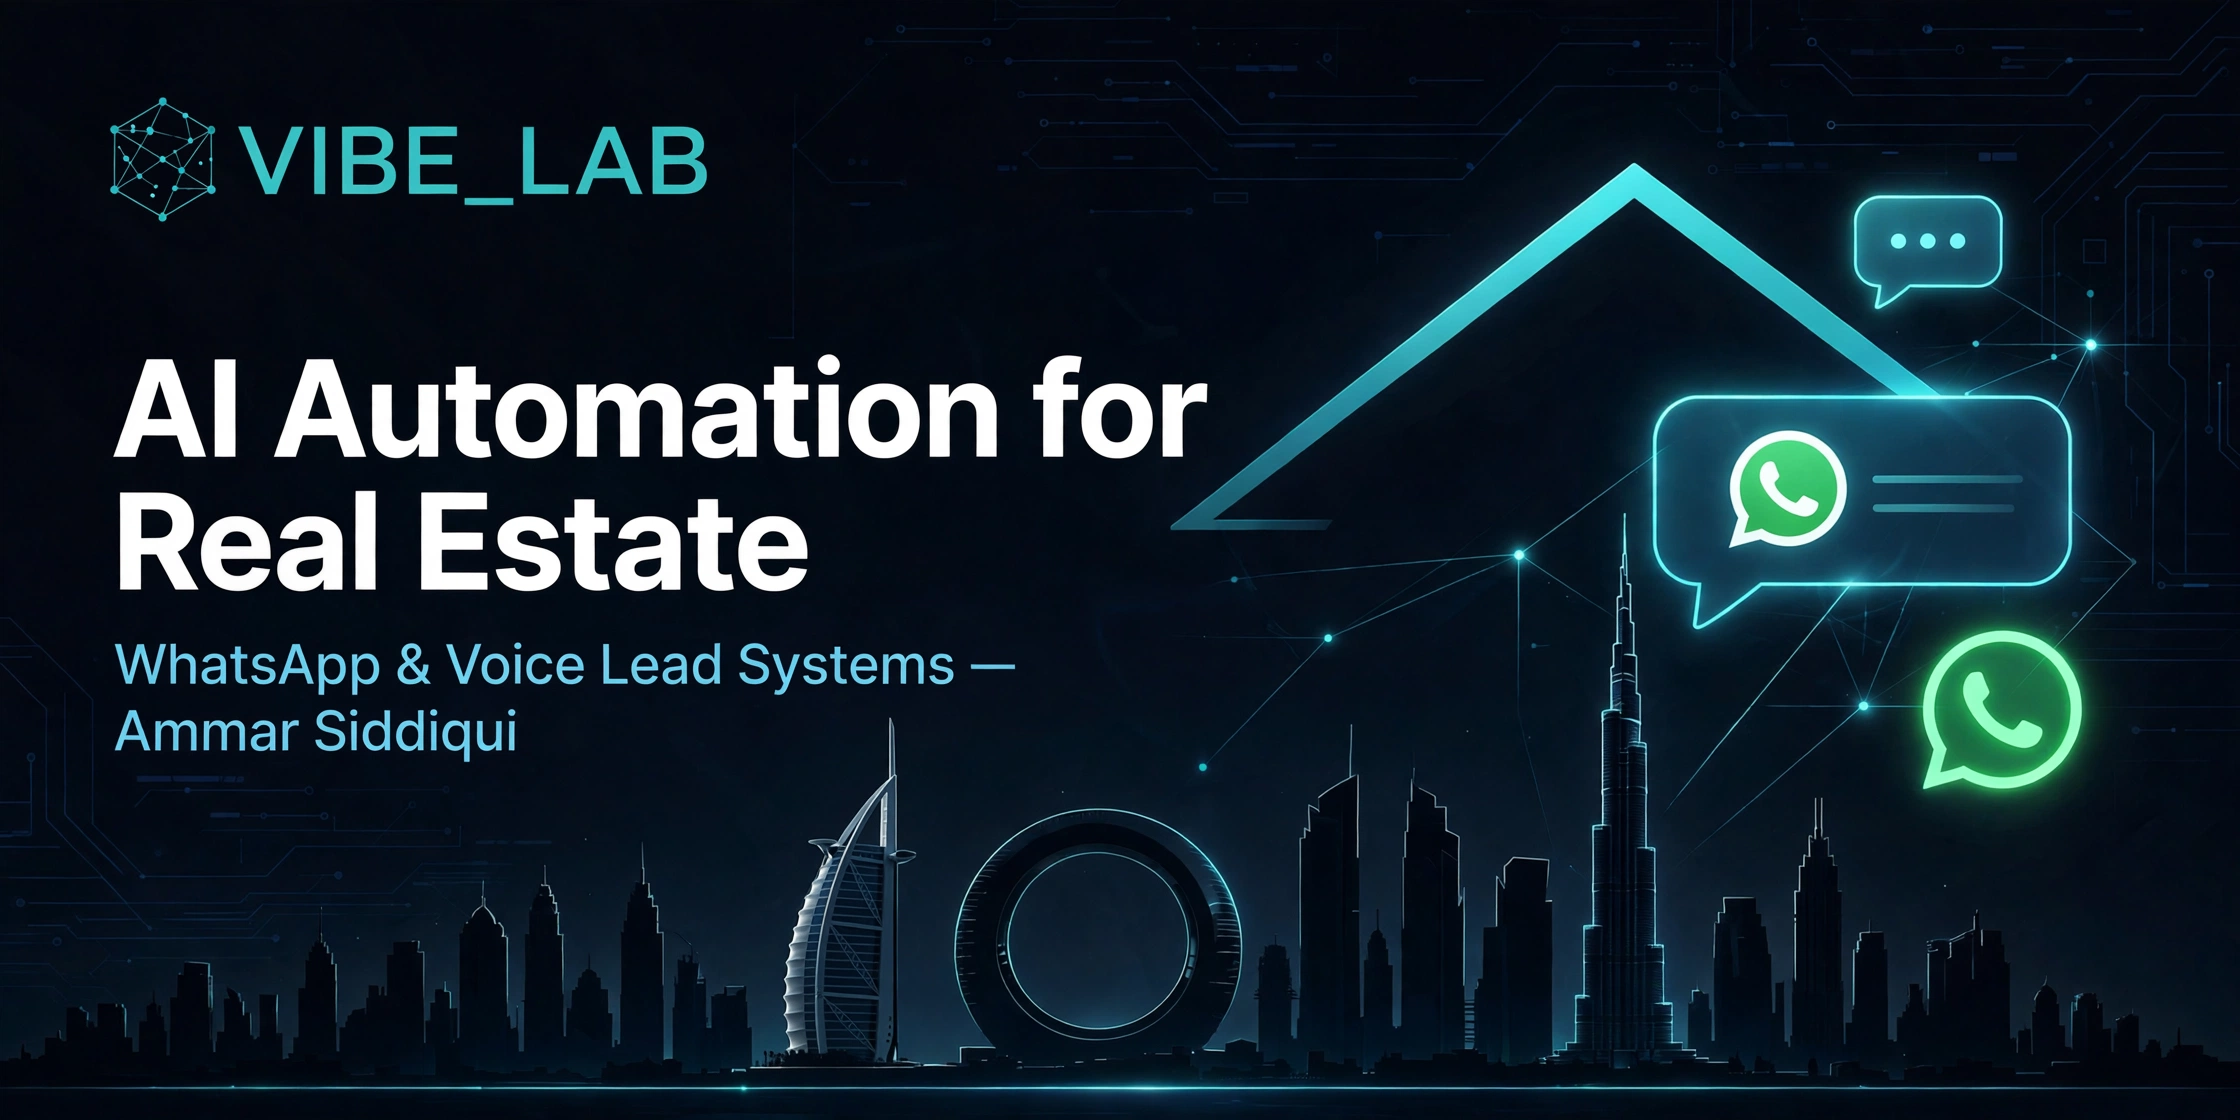 VIBE_LAB
AI Automation for
Real Estate
WhatsApp & Voice Lead Systems —
Ammar Siddiqui